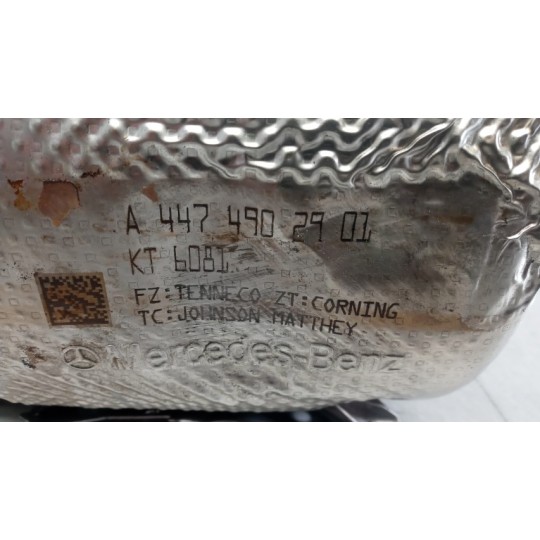 A 447 490 29 01
KT 6081
FZ:TENNECO ZT:CORNING
TC:JOHNSON MATTHEY
Mercedes-Benz